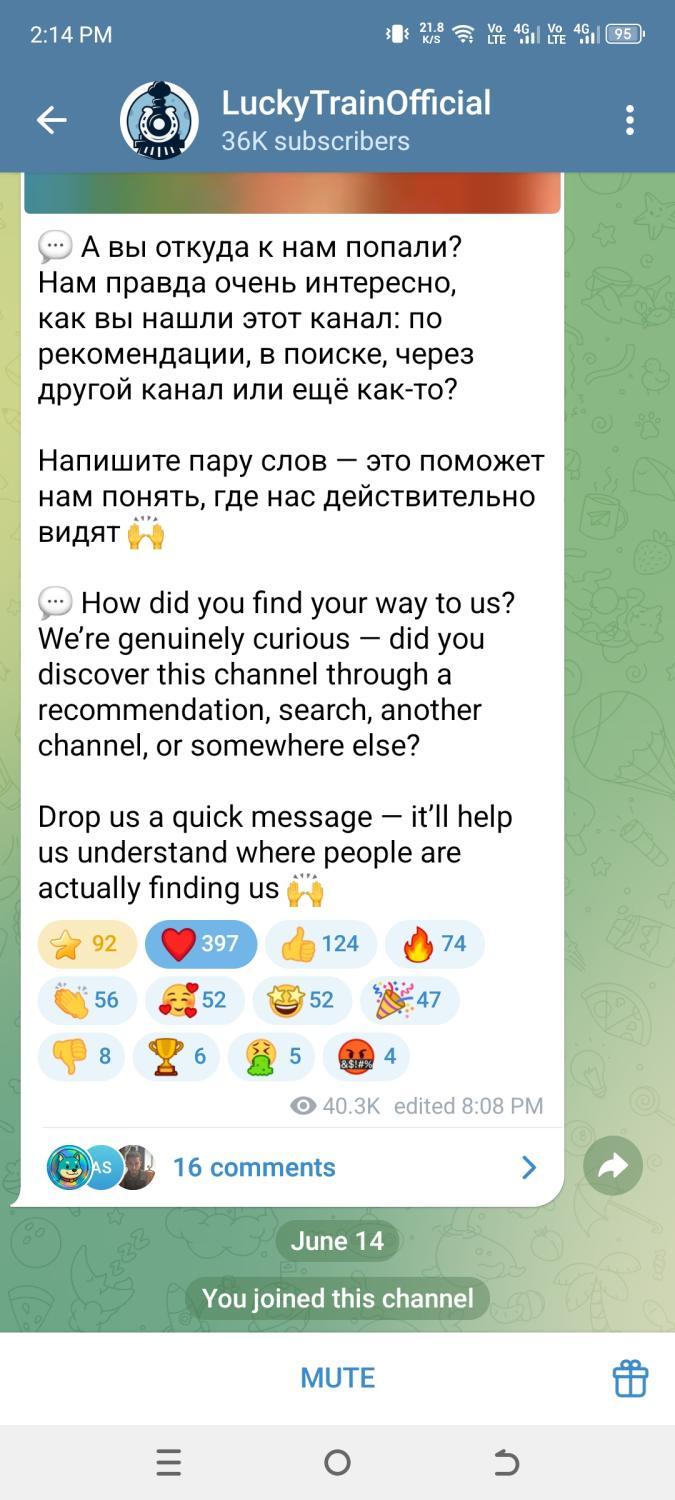 2:14 PM
21.8 K/S
Vo LTE 4G Vo LTE 4G 95
LuckyTrainOfficial
36K subscribers
💬 А вы откуда к нам попали?
Нам правда очень интересно,
как вы нашли этот канал: по
рекомендации, в поиске, через
другой канал или ещё как-то?
Напишите пару слов — это поможет
нам понять, где нас действительно
видят 🙌
💬 How did you find your way to us?
We’re genuinely curious — did you
discover this channel through a
recommendation, search, another
channel, or somewhere else?
Drop us a quick message — it’ll help
us understand where people are
actually finding us 🙌
⭐ 92 ❤️ 397 👍 124 🔥 74
👏 56 🥰 52 🤩 52 🎉 47
👎 8 🏆 6 🤮 5 🤬 4
40.3K edited 8:08 PM
AS 16 comments
June 14
You joined this channel
MUTE